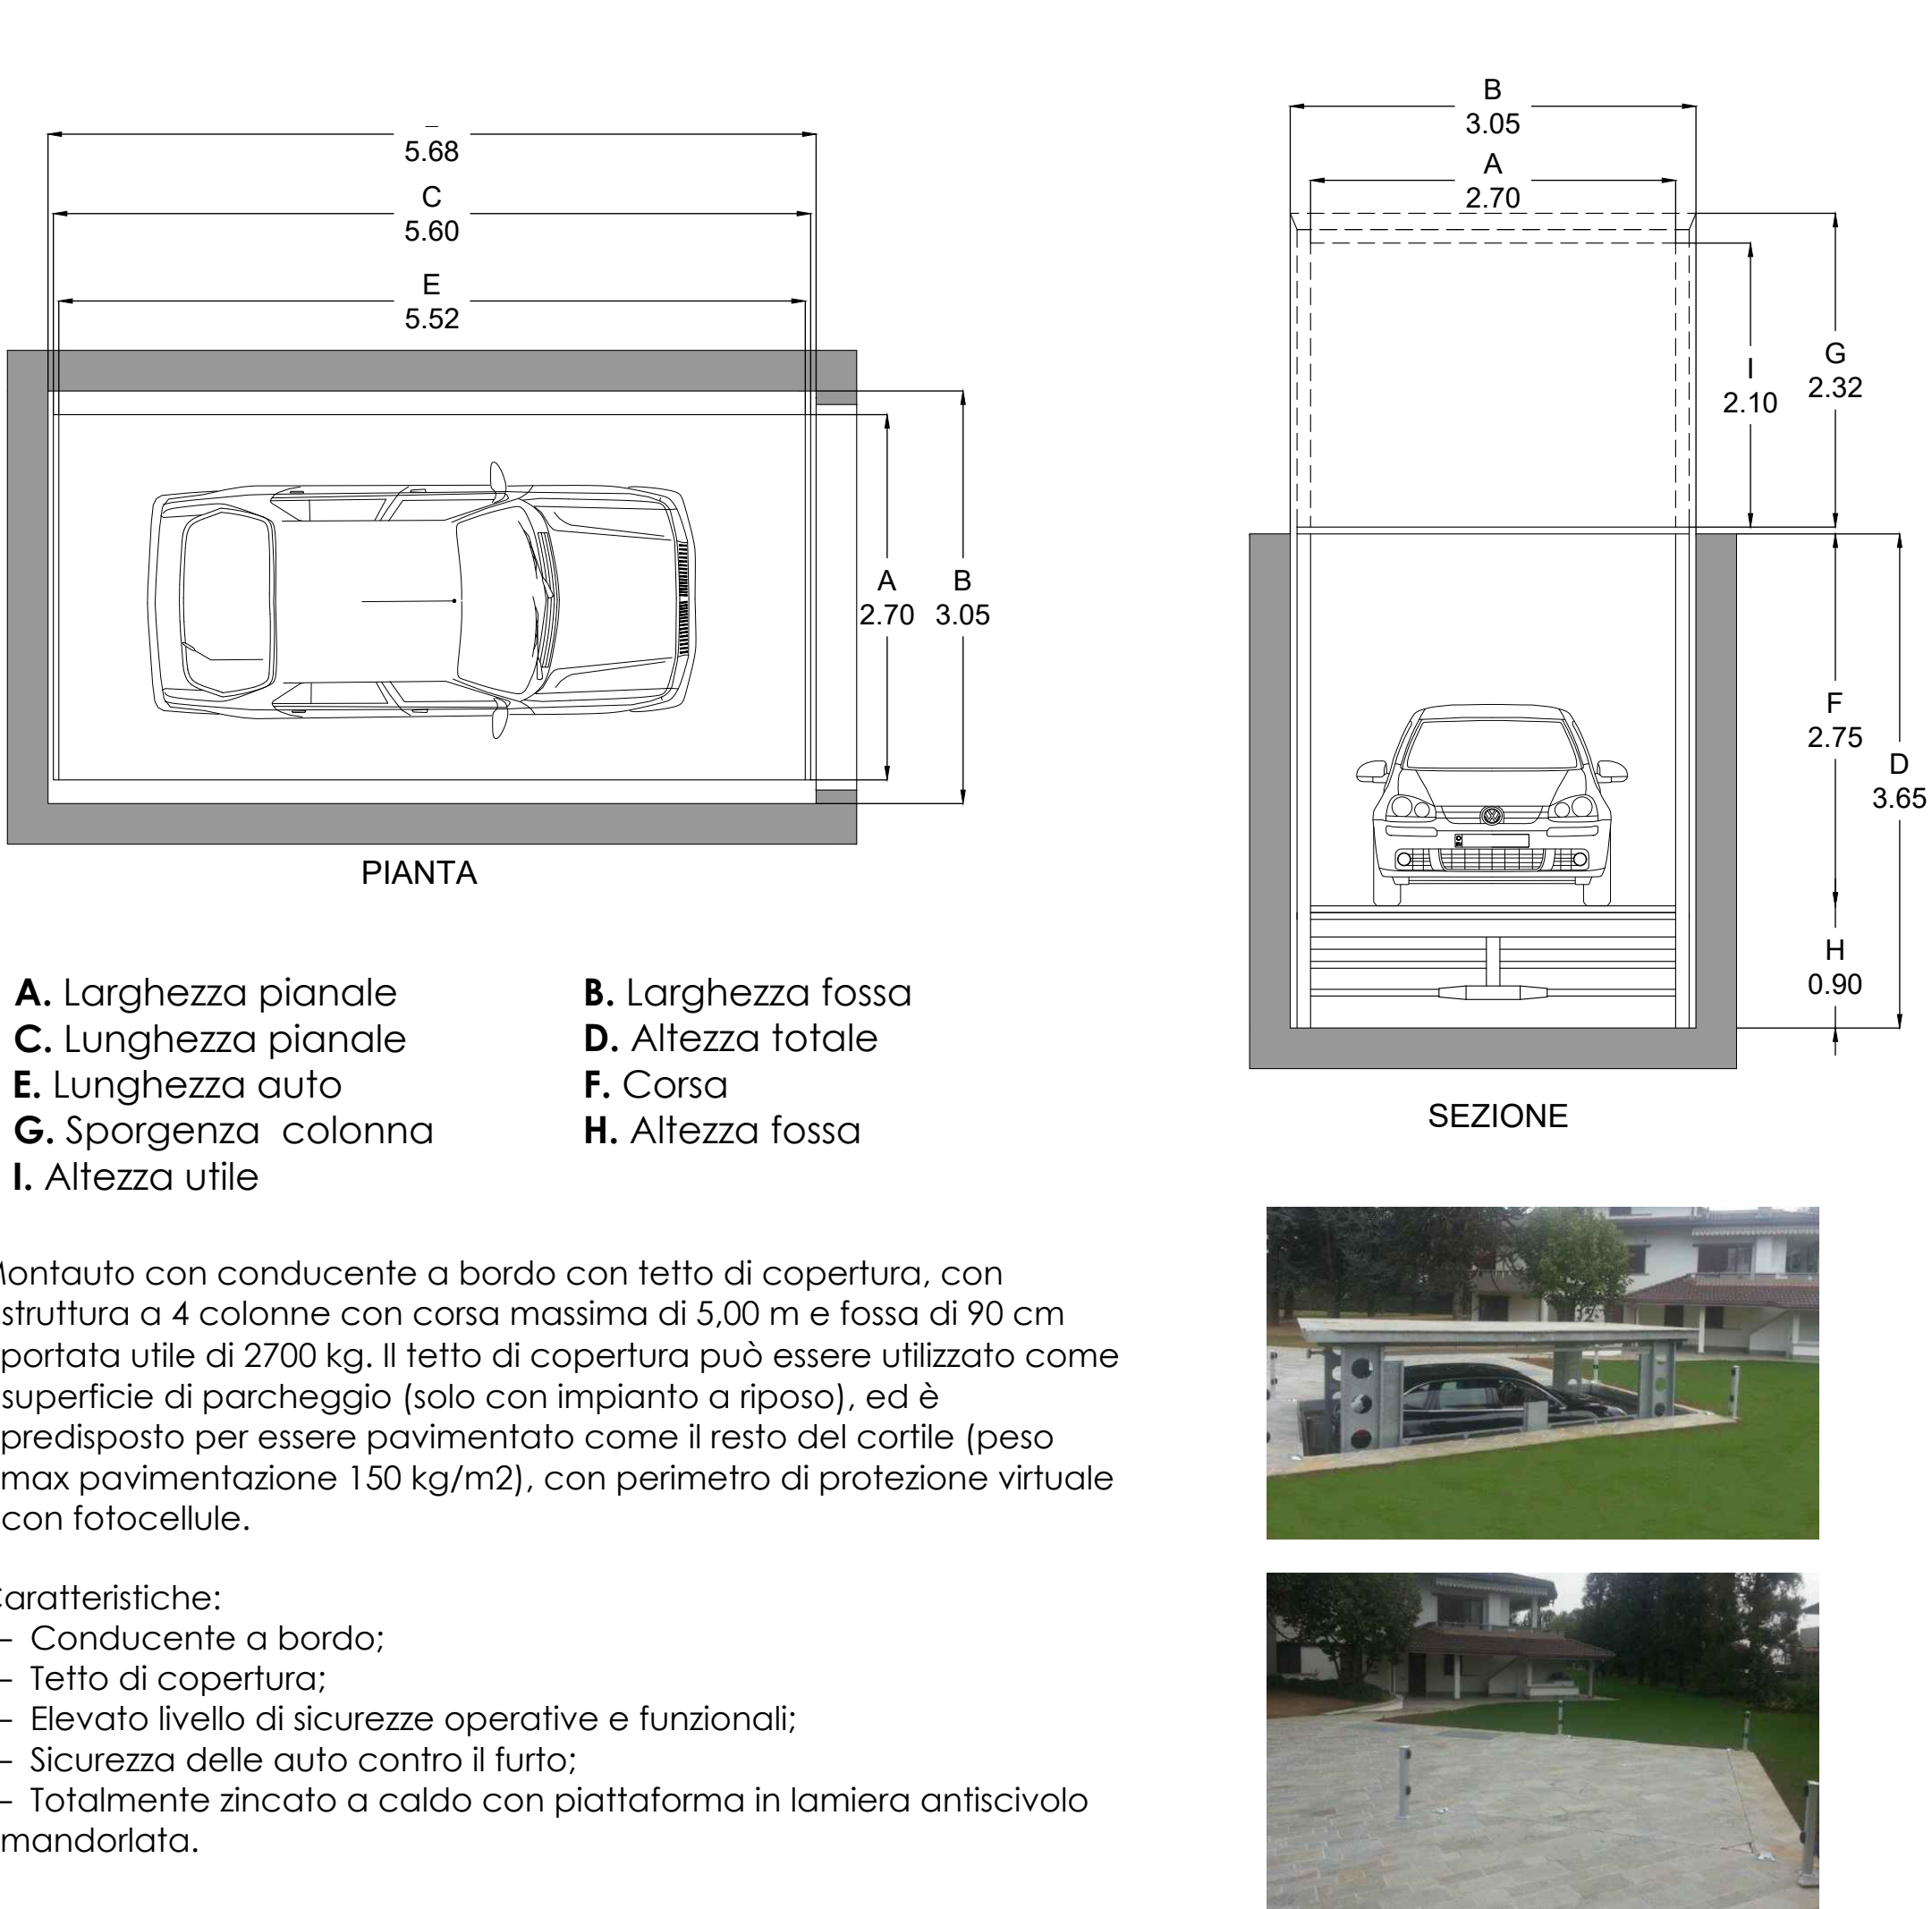 5.68
C
5.60
E
5.52
A
2.70
B
3.05
PIANTA
B
3.05
A
2.70
I
2.10
G
2.32
F
2.75
D
3.65
H
0.90
SEZIONE
A. Larghezza pianale
B. Larghezza fossa
C. Lunghezza pianale
D. Altezza totale
E. Lunghezza auto
F. Corsa
G. Sporgenza colonna
H. Altezza fossa
I. Altezza utile
Montauto con conducente a bordo con tetto di copertura, con
struttura a 4 colonne con corsa massima di 5,00 m e fossa di 90 cm
portata utile di 2700 kg. Il tetto di copertura può essere utilizzato come
superficie di parcheggio (solo con impianto a riposo), ed è
predisposto per essere pavimentato come il resto del cortile (peso
max pavimentazione 150 kg/m2), con perimetro di protezione virtuale
con fotocellule.
Caratteristiche:
– Conducente a bordo;
– Tetto di copertura;
– Elevato livello di sicurezze operative e funzionali;
– Sicurezza delle auto contro il furto;
– Totalmente zincato a caldo con piattaforma in lamiera antiscivolo
mandorlata.